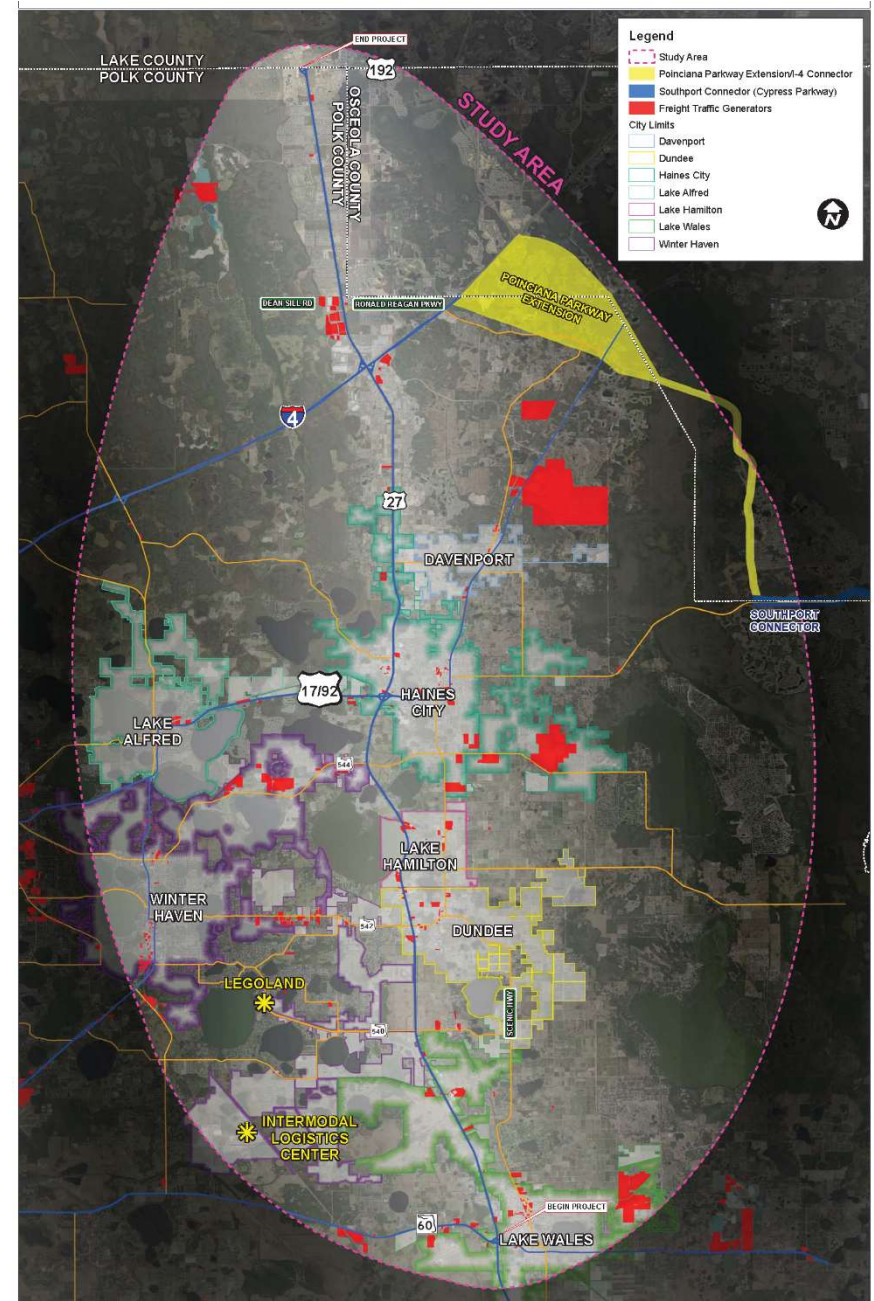 Legend
Study Area
Poinciana Parkway Extension/I-4 Connector
Southport Connector (Cypress Parkway)
Freight Traffic Generators
City Limits
Davenport
Dundee
Haines City
Lake Alfred
Lake Hamilton
Lake Wales
Winter Haven
N
END PROJECT
LAKE COUNTY
POLK COUNTY
192
OSCEOLA COUNTY
POLK COUNTY
STUDY AREA
DEAN SILL RD
RONALD REAGAN PKWY
POINCIANA PARKWAY
EXTENSION
4
27
DAVENPORT
SOUTHPORT
CONNECTOR
17/92
HAINES
CITY
LAKE
ALFRED
544
LAKE
HAMILTON
WINTER
HAVEN
542
DUNDEE
LEGOLAND
SCENIC HWY
540
INTERMODAL
LOGISTICS
CENTER
BEGIN PROJECT
60
LAKE WALES